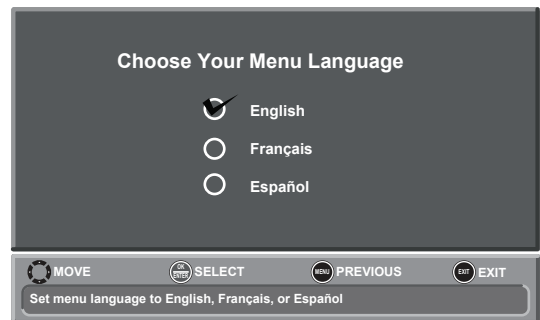 Choose Your Menu Language
English
Français
Español
MOVE OK ENTER SELECT MENU PREVIOUS EXIT EXIT
Set menu language to English, Français, or Español